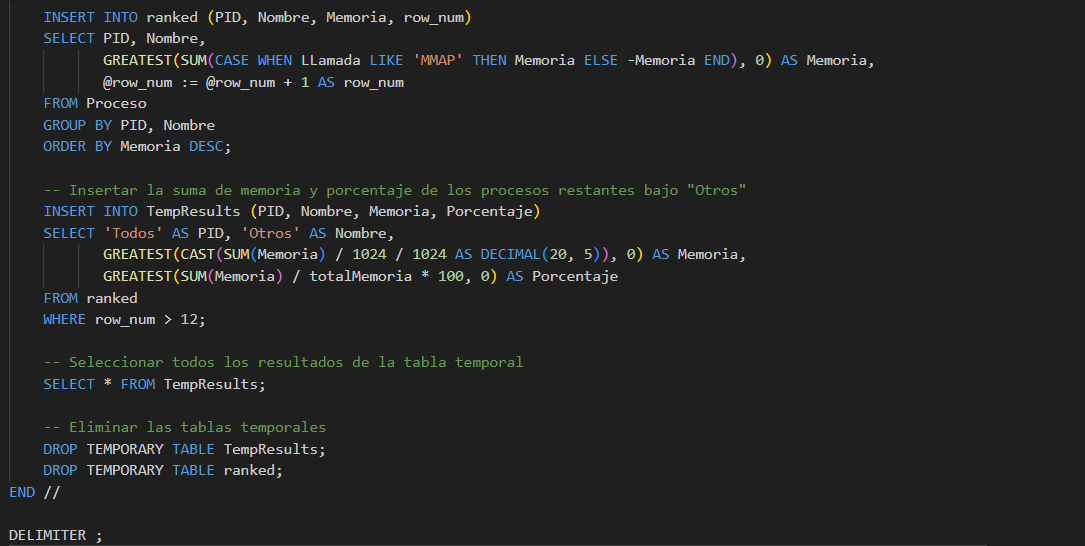 INSERT INTO ranked (PID, Nombre, Memoria, row_num)
SELECT PID, Nombre,
GREATEST(SUM(CASE WHEN LLamada LIKE 'MMAP' THEN Memoria ELSE -Memoria END), 0) AS Memoria,
@row_num := @row_num + 1 AS row_num
FROM Proceso
GROUP BY PID, Nombre
ORDER BY Memoria DESC;
-- Insertar la suma de memoria y porcentaje de los procesos restantes bajo "Otros"
INSERT INTO TempResults (PID, Nombre, Memoria, Porcentaje)
SELECT 'Todos' AS PID, 'Otros' AS Nombre,
GREATEST(CAST(SUM(Memoria) / 1024 / 1024 AS DECIMAL(20, 5)), 0) AS Memoria,
GREATEST(SUM(Memoria) / totalMemoria * 100, 0) AS Porcentaje
FROM ranked
WHERE row_num > 12;
-- Seleccionar todos los resultados de la tabla temporal
SELECT * FROM TempResults;
-- Eliminar las tablas temporales
DROP TEMPORARY TABLE TempResults;
DROP TEMPORARY TABLE ranked;
END //
DELIMITER ;